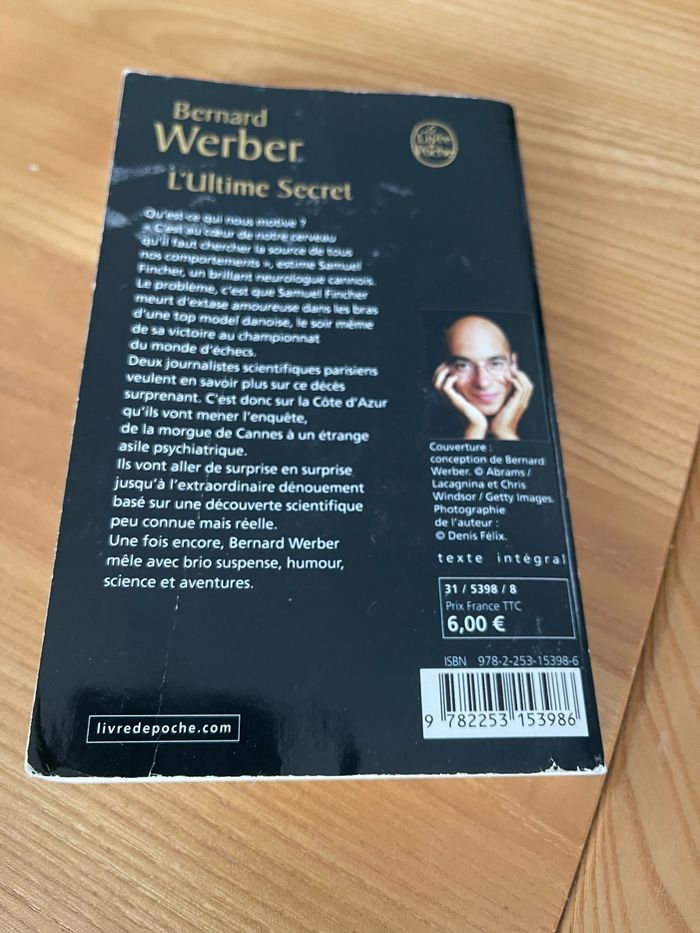 Bernard
Werber
Le Livre
de Poche
L'Ultime Secret
Qu'est-ce qui nous motive ?
« C'est au cœur de notre cerveau
qu'il faut chercher la source de tous
nos comportements », estime Samuel
Fincher, un brillant neurologue cannois.
Le problème, c'est que Samuel Fincher
meurt d'extase amoureuse dans les bras
d'une top model danoise, le soir même
de sa victoire au championnat
du monde d'échecs.
Deux journalistes scientifiques parisiens
veulent en savoir plus sur ce décès
surprenant. C'est donc sur la Côte d'Azur
qu'ils vont mener l'enquête,
de la morgue de Cannes à un étrange
asile psychiatrique.
Ils vont aller de surprise en surprise
jusqu'à l'extraordinaire dénouement
basé sur une découverte scientifique
peu connue mais réelle.
Une fois encore, Bernard Werber
mêle avec brio suspense, humour,
science et aventures.
Couverture :
conception de Bernard
Werber. © Abrams /
Lacagnina et Chris
Windsor / Getty Images.
Photographie
de l'auteur :
© Denis Félix.
texte intégral
31 / 5398 / 8
Prix France TTC
6,00 €
ISBN 978-2-253-15398-6
9 782253 153986
livredepoche.com